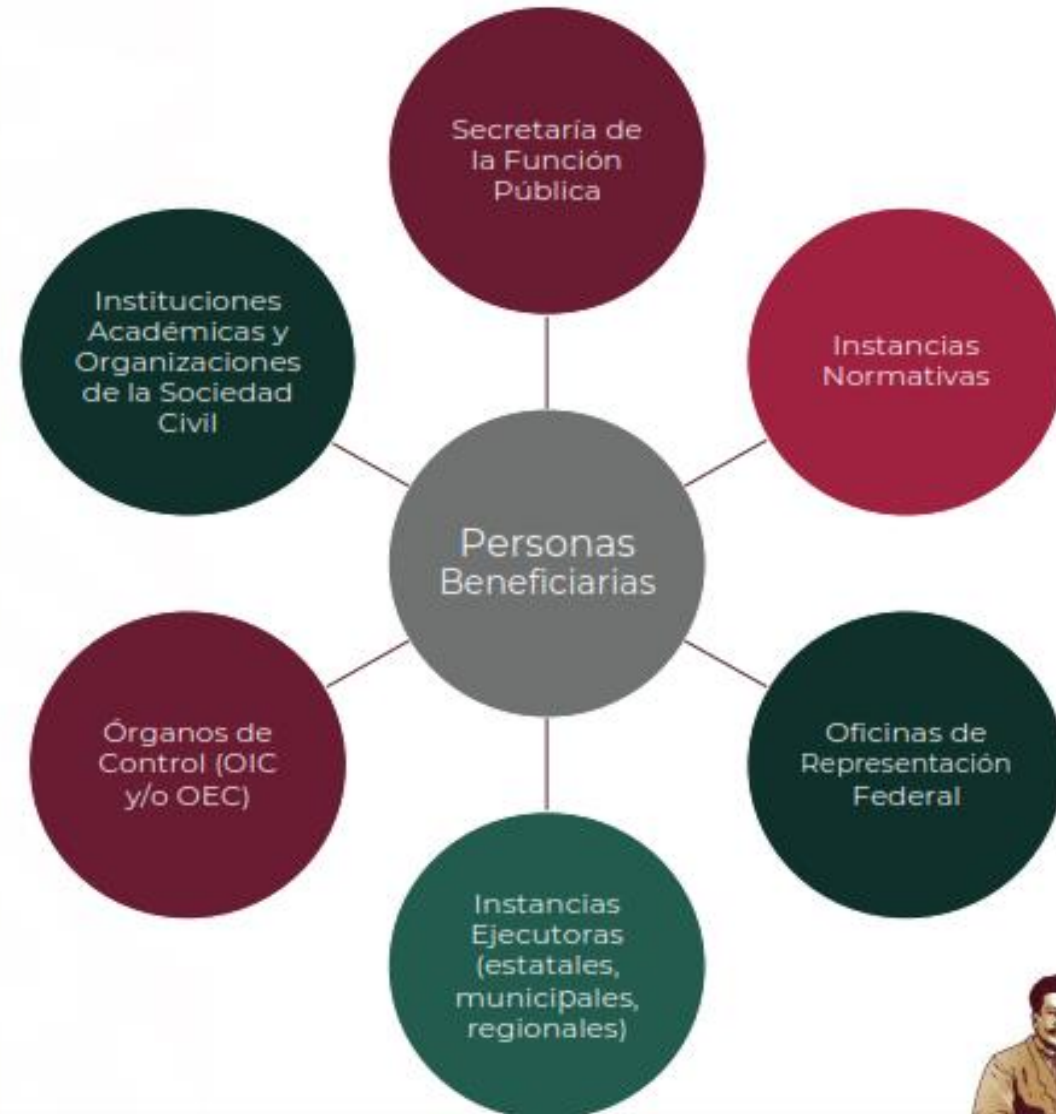 Secretaría de
la Función
Pública
Instituciones
Académicas y
Organizaciones
de la Sociedad
Civil
Instancias
Normativas
Personas
Beneficiarias
Órganos de
Control (OIC
y/o OEC)
Oficinas de
Representación
Federal
Instancias
Ejecutoras
(estatales,
municipales,
regionales)